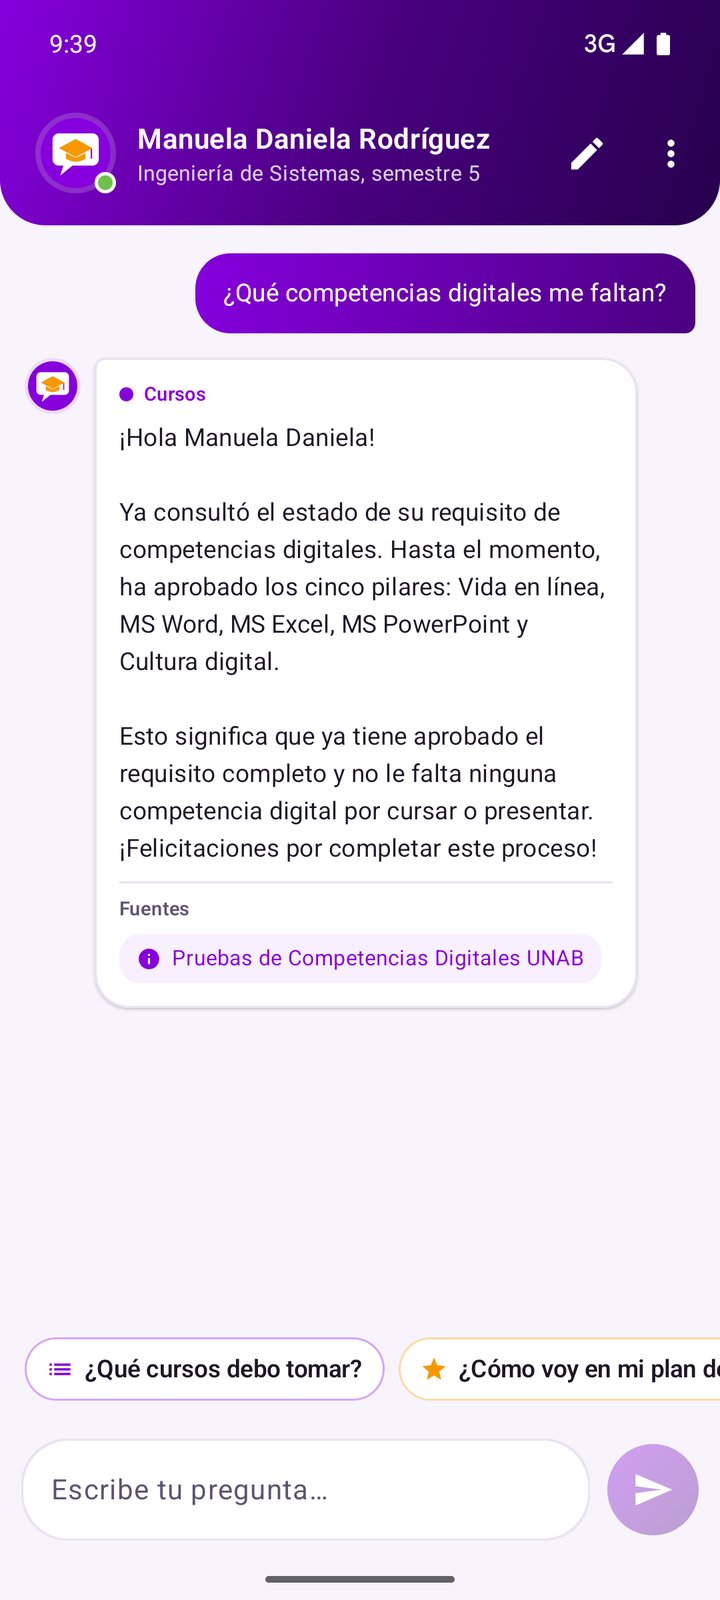 9:39
3G
Manuela Daniela Rodríguez
Ingeniería de Sistemas, semestre 5
¿Qué competencias digitales me faltan?
Cursos
¡Hola Manuela Daniela!
Ya consultó el estado de su requisito de
competencias digitales. Hasta el momento,
ha aprobado los cinco pilares: Vida en línea,
MS Word, MS Excel, MS PowerPoint y
Cultura digital.
Esto significa que ya tiene aprobado el
requisito completo y no le falta ninguna
competencia digital por cursar o presentar.
¡Felicitaciones por completar este proceso!
Fuentes
Pruebas de Competencias Digitales UNAB
¿Qué cursos debo tomar?
¿Cómo voy en mi plan de
Escribe tu pregunta...